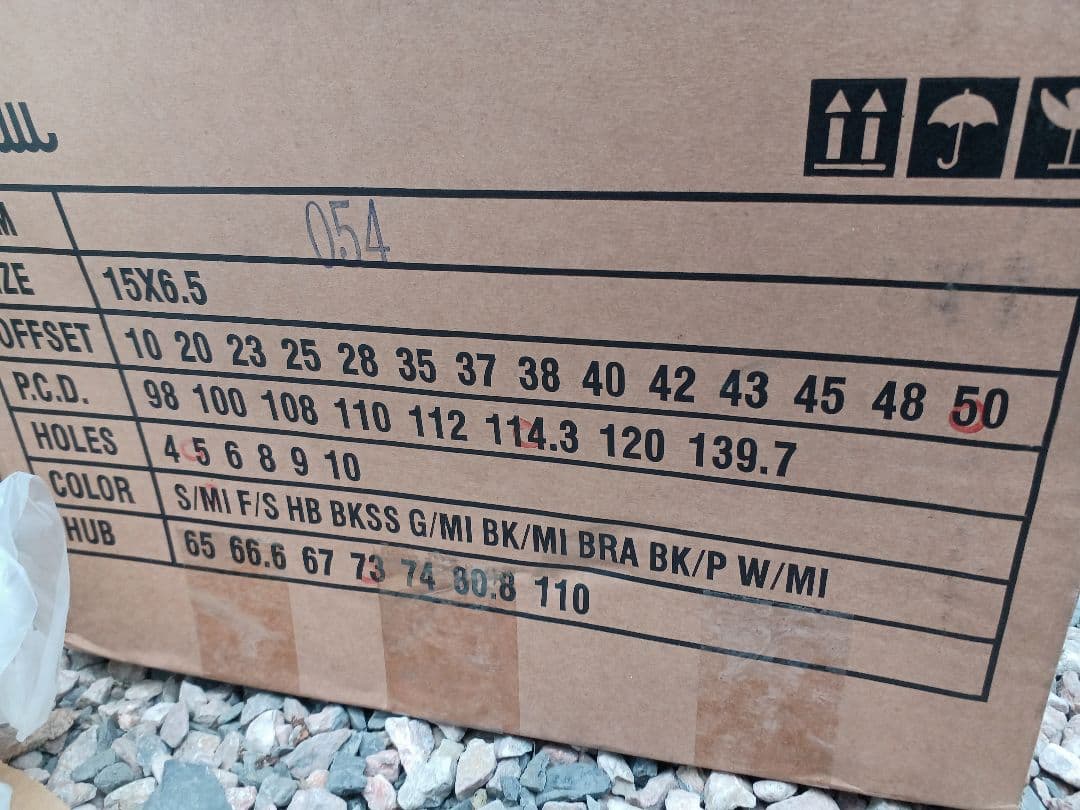 054
15X6.5
OFFSET 10 20 23 25 28 35 37 38 40 42 43 45 48 50
P.C.D. 98 100 108 110 112 114.3 120 139.7
HOLES 4 5 6 8 9 10
COLOR S/MI F/S HB BKSS G/MI BK/MI BRA BK/P W/MI
HUB 65 66.6 67 73 74 80.8 110